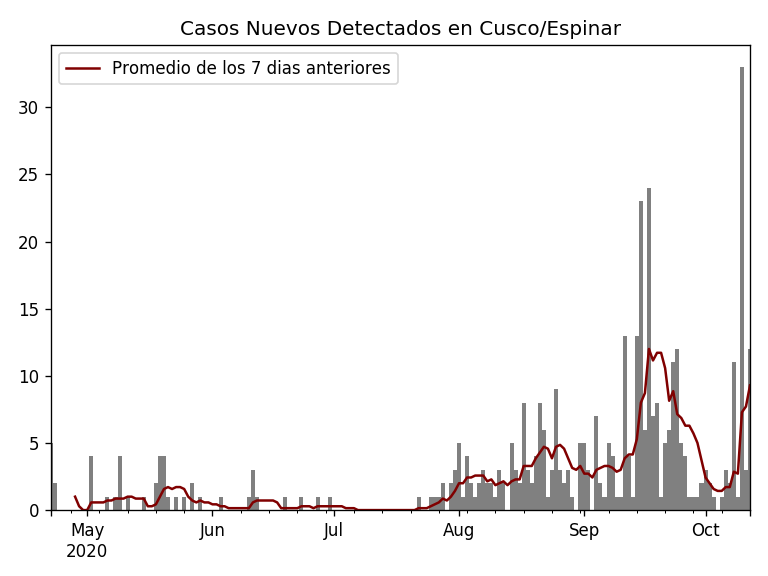 Casos Nuevos Detectados en Cusco/Espinar
Promedio de los 7 dias anteriores
30
25
20
15
10
5
0
May Jun Jul Aug Sep Oct
2020